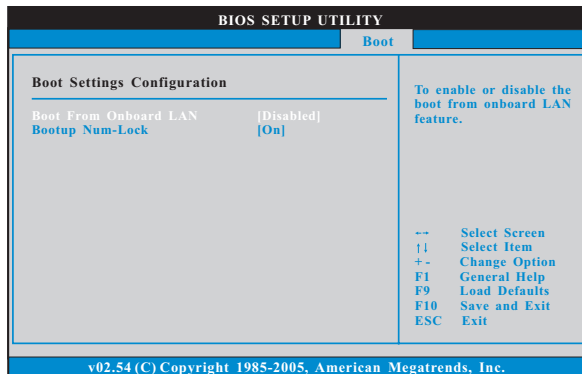 BIOS SETUP UTILITY
Boot
Boot Settings Configuration
Boot From Onboard LAN [Disabled]
Bootup Num-Lock [On]
To enable or disable the
boot from onboard LAN
feature.
←→ Select Screen
↑↓ Select Item
+ - Change Option
F1 General Help
F9 Load Defaults
F10 Save and Exit
ESC Exit
v02.54 (C) Copyright 1985-2005, American Megatrends, Inc.